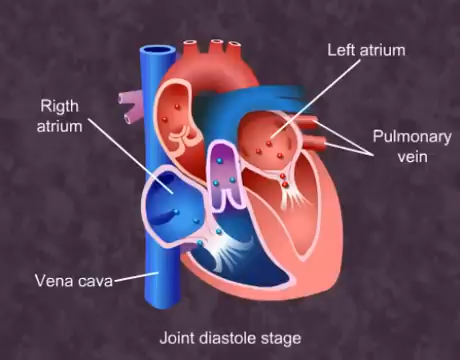 Left atrium
Rigth
atrium
Pulmonary
vein
Vena cava
Joint diastole stage